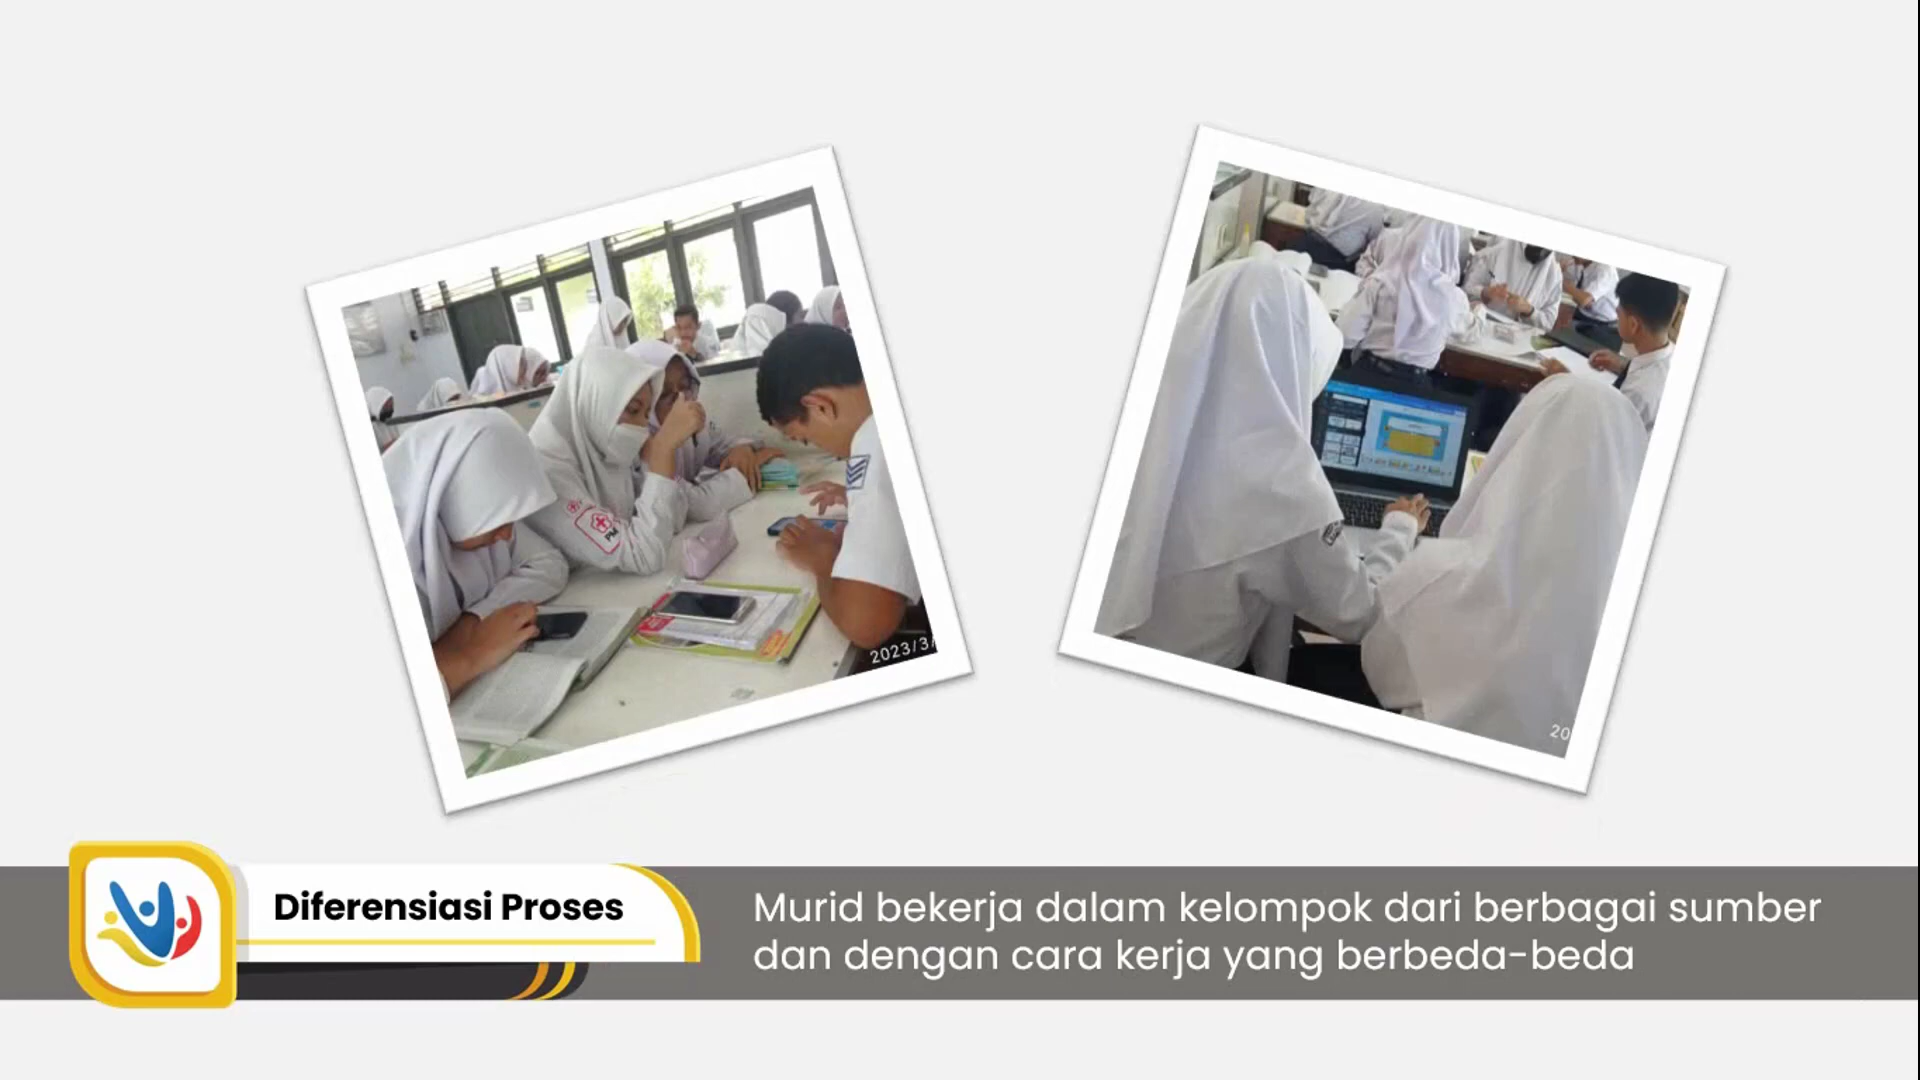 PM
2023/3/
20
Diferensiasi Proses
Murid bekerja dalam kelompok dari berbagai sumber
dan dengan cara kerja yang berbeda-beda